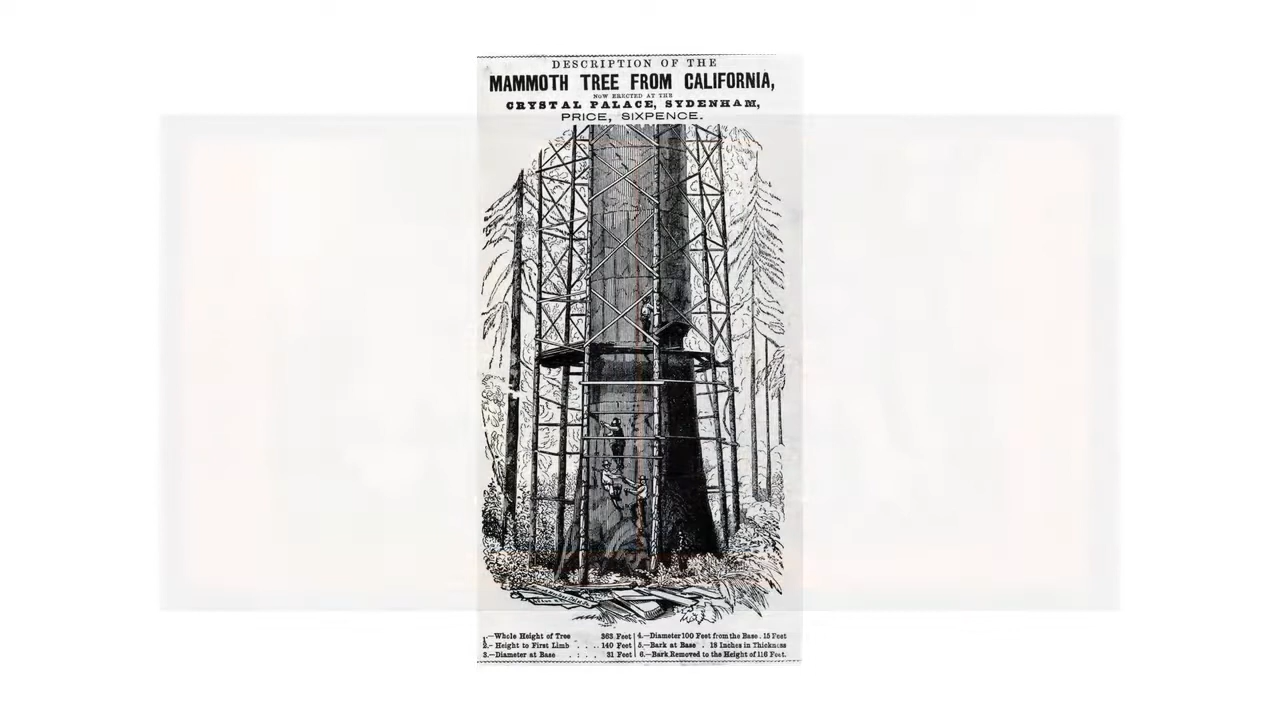 DESCRIPTION OF THE
MAMMOTH TREE FROM CALIFORNIA,
NOW ERECTED AT THE
CRYSTAL PALACE, SYDENHAM,
PRICE, SIXPENCE.
1.—Whole Height of Tree 363 Feet
2.- Height to First Limb . . . . 140 Feet
3.—Diameter at Base . : . . 31 Feet
4.—Diameter 100 Feet from the Base . 15 Feet
5.—Bark at Base . 18 Inches in Thickness
6.—Bark Removed to the Height of 116 Feet.